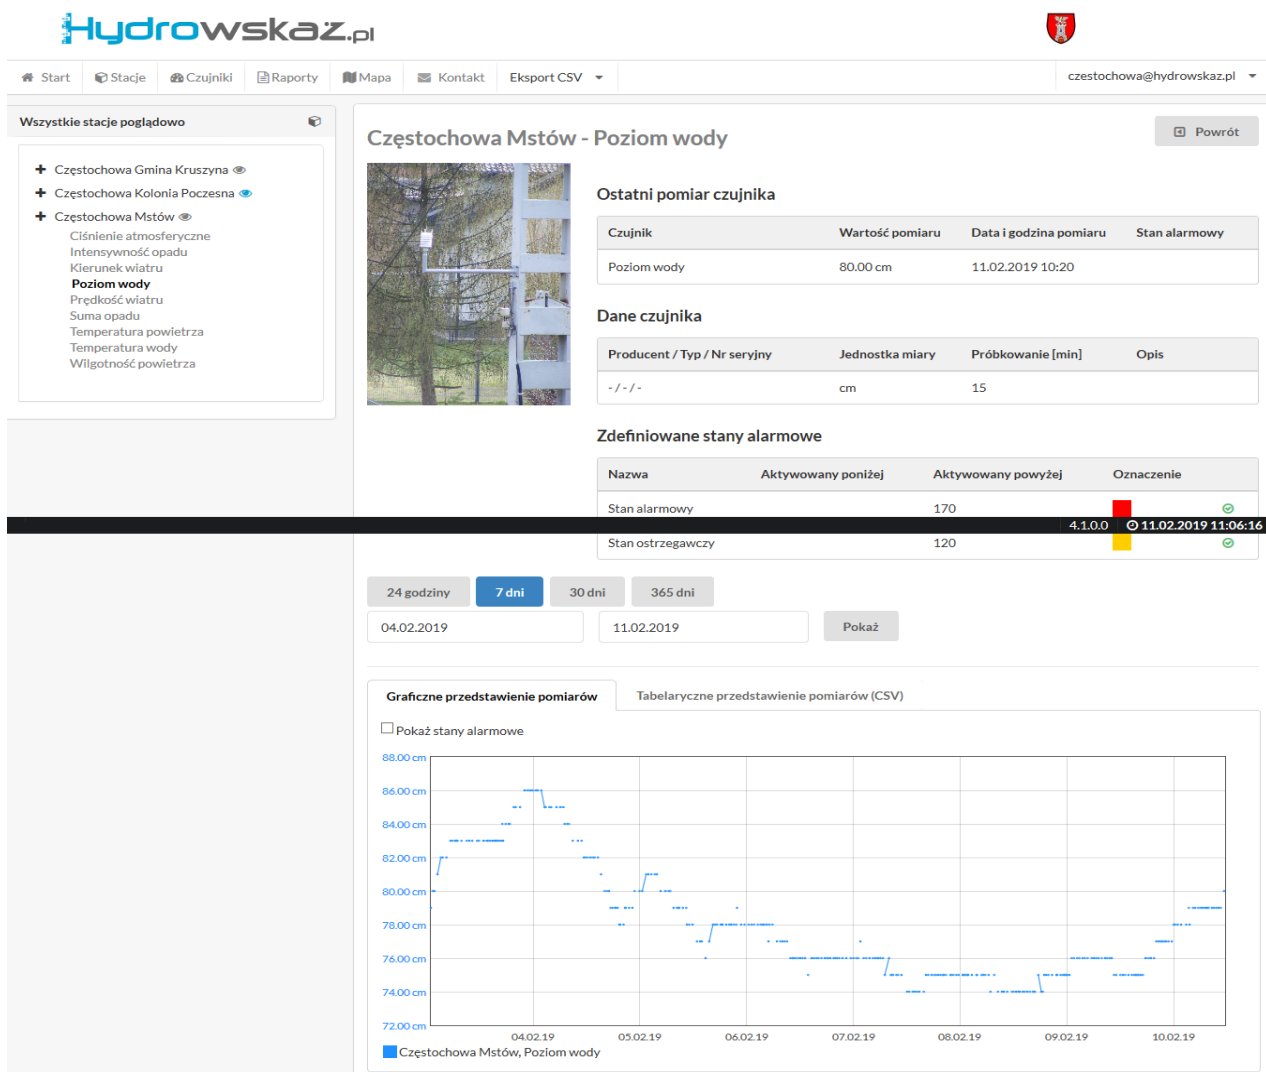 Hydrowskaz.pl
Start Stacje Czujniki Raporty Mapa Kontakt Eksport CSV czestochowa@hydrowskaz.pl
Wszystkie stacje poglądowo
Częstochowa Gmina Kruszyna
Częstochowa Kolonia Poczesna
Częstochowa Mstów
Ciśnienie atmosferyczne
Intensywność opadu
Kierunek wiatru
Poziom wody
Prędkość wiatru
Suma opadu
Temperatura powietrza
Temperatura wody
Wilgotność powietrza
Częstochowa Mstów - Poziom wody
Powrót
Ostatni pomiar czujnika
Czujnik Wartość pomiaru Data i godzina pomiaru Stan alarmowy
Poziom wody 80.00 cm 11.02.2019 10:20
Dane czujnika
Producent / Typ / Nr seryjny Jednostka miary Próbkowanie [min] Opis
- / - / - cm 15
Zdefiniowane stany alarmowe
Nazwa Aktywowany poniżej Aktywowany powyżej Oznaczenie
Stan alarmowy 170
4.1.0.0 11.02.2019 11:06:16
Stan ostrzegawczy 120
24 godziny 7 dni 30 dni 365 dni
04.02.2019 11.02.2019 Pokaż
Graficzne przedstawienie pomiarów Tabelaryczne przedstawienie pomiarów (CSV)
Pokaż stany alarmowe
88.00 cm
86.00 cm
84.00 cm
82.00 cm
80.00 cm
78.00 cm
76.00 cm
74.00 cm
72.00 cm
04.02.19 05.02.19 06.02.19 07.02.19 08.02.19 09.02.19 10.02.19
Częstochowa Mstów, Poziom wody